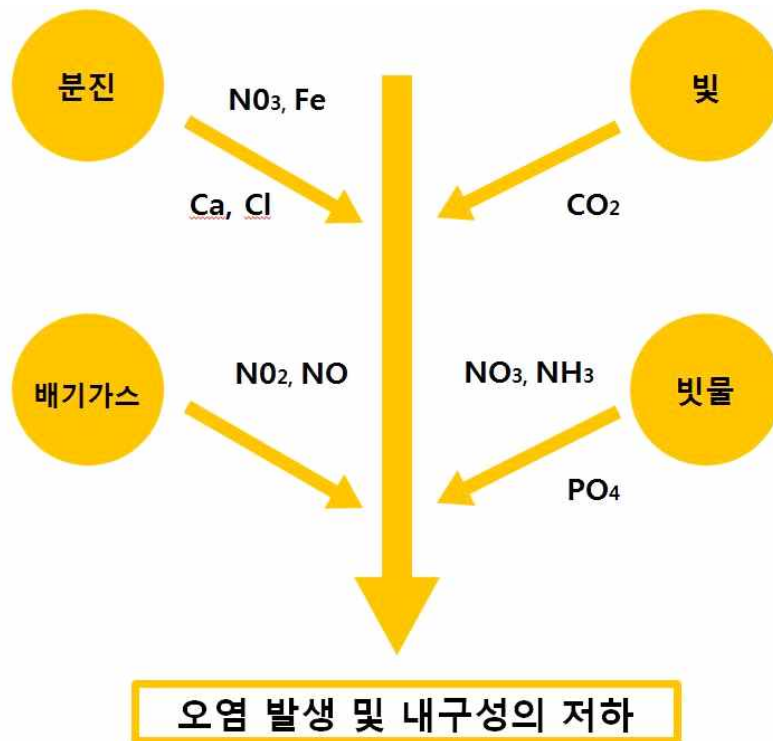 분진
N0₃, Fe
Ca, Cl
빛
CO₂
배기가스
N0₂, NO
NO₃, NH₃
빗물
PO₄
오염 발생 및 내구성의 저하